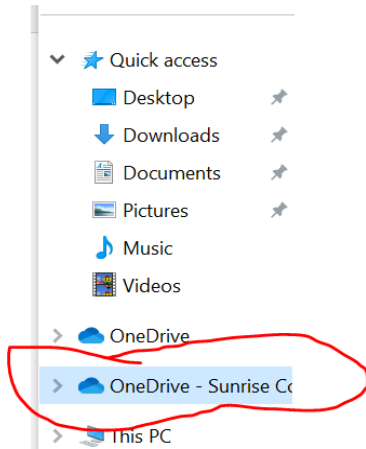 Quick access
Desktop
Downloads
Documents
Pictures
Music
Videos
OneDrive
OneDrive - Sunrise Co
This PC